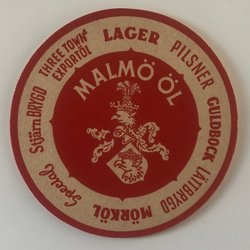 MALMÖ ÖL
LAGER
PILSNER
GULDBOCK
LÄTTBRYGD
MÖRKÖL
Special
Stjärn BRYGD
THREE TOWN
EXPORTÖL